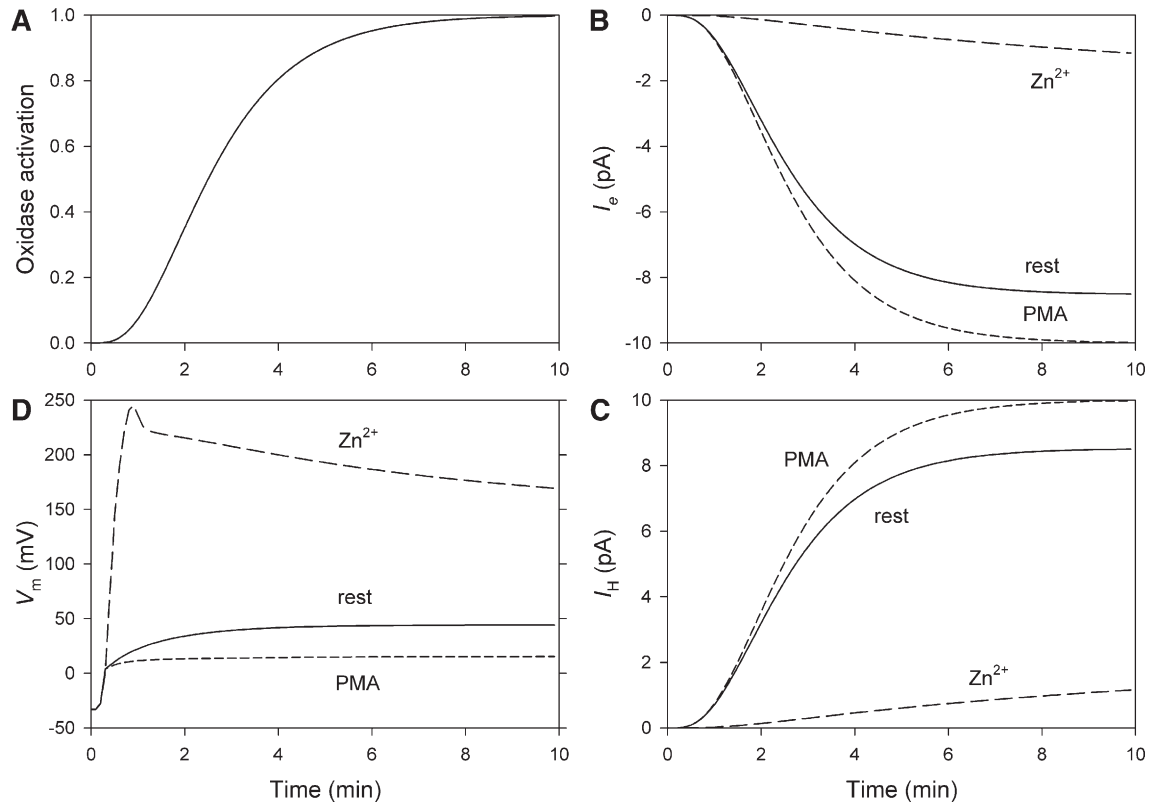 A
B
1.0
0.8
0.6
0.4
0.2
0.0
Oxidase activation
0 2 4 6 8 10
0
-2
-4
-6
-8
-10
Iₑ (pA)
Zn²⁺
rest
PMA
0 2 4 6 8 10
D
C
250
200
150
100
50
0
-50
Vₘ (mV)
Zn²⁺
rest
PMA
0 2 4 6 8 10
Time (min)
10
8
6
4
2
0
I_H (pA)
PMA
rest
Zn²⁺
0 2 4 6 8 10
Time (min)